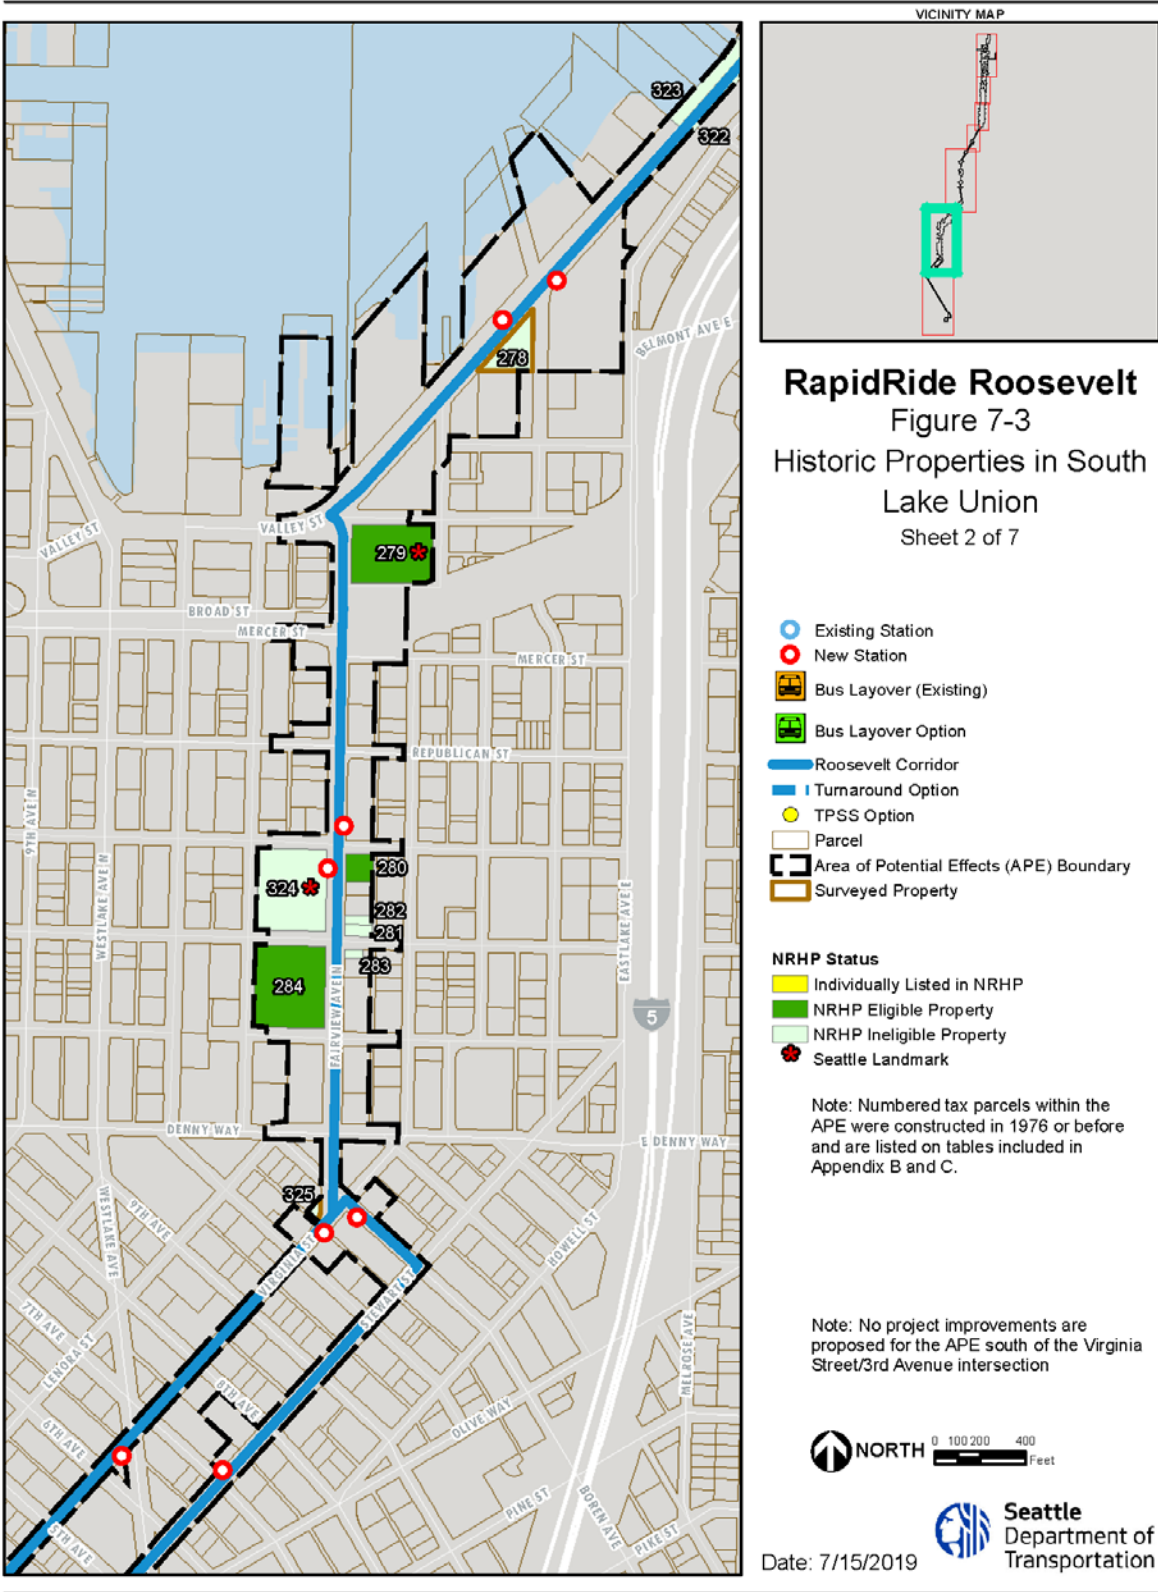 VICINITY MAP
RapidRide Roosevelt
Figure 7-3
Historic Properties in South
Lake Union
Sheet 2 of 7
Existing Station
New Station
Bus Layover (Existing)
Bus Layover Option
Roosevelt Corridor
Turnaround Option
TPSS Option
Parcel
Area of Potential Effects (APE) Boundary
Surveyed Property
NRHP Status
Individually Listed in NRHP
NRHP Eligible Property
NRHP Ineligible Property
Seattle Landmark
Note: Numbered tax parcels within the
APE were constructed in 1976 or before
and are listed on tables included in
Appendix B and C.
Note: No project improvements are
proposed for the APE south of the Virginia
Street/3rd Avenue intersection
NORTH
0 100 200 400
Feet
Date: 7/15/2019
Seattle
Department of
Transportation
323
322
BELMONT AVE E
278
VALLEY ST
VALLEY ST
279
BROAD ST
MERCER ST
MERCER ST
REPUBLICAN ST
9TH AVE N
WESTLAKE AVE N
324
280
282
281
283
284
FAIRVIEW AVE N
EASTLAKE AVE E
5
DENNY WAY
E DENNY WAY
325
WESTLAKE AVE
9TH AVE
VIRGINIA ST
STEWART ST
HOWELL ST
7TH AVE
LENORA ST
8TH AVE
6TH AVE
5TH AVE
OLIVE WAY
MELROSE AVE
PINE ST
BOREN AVE
PIKE ST